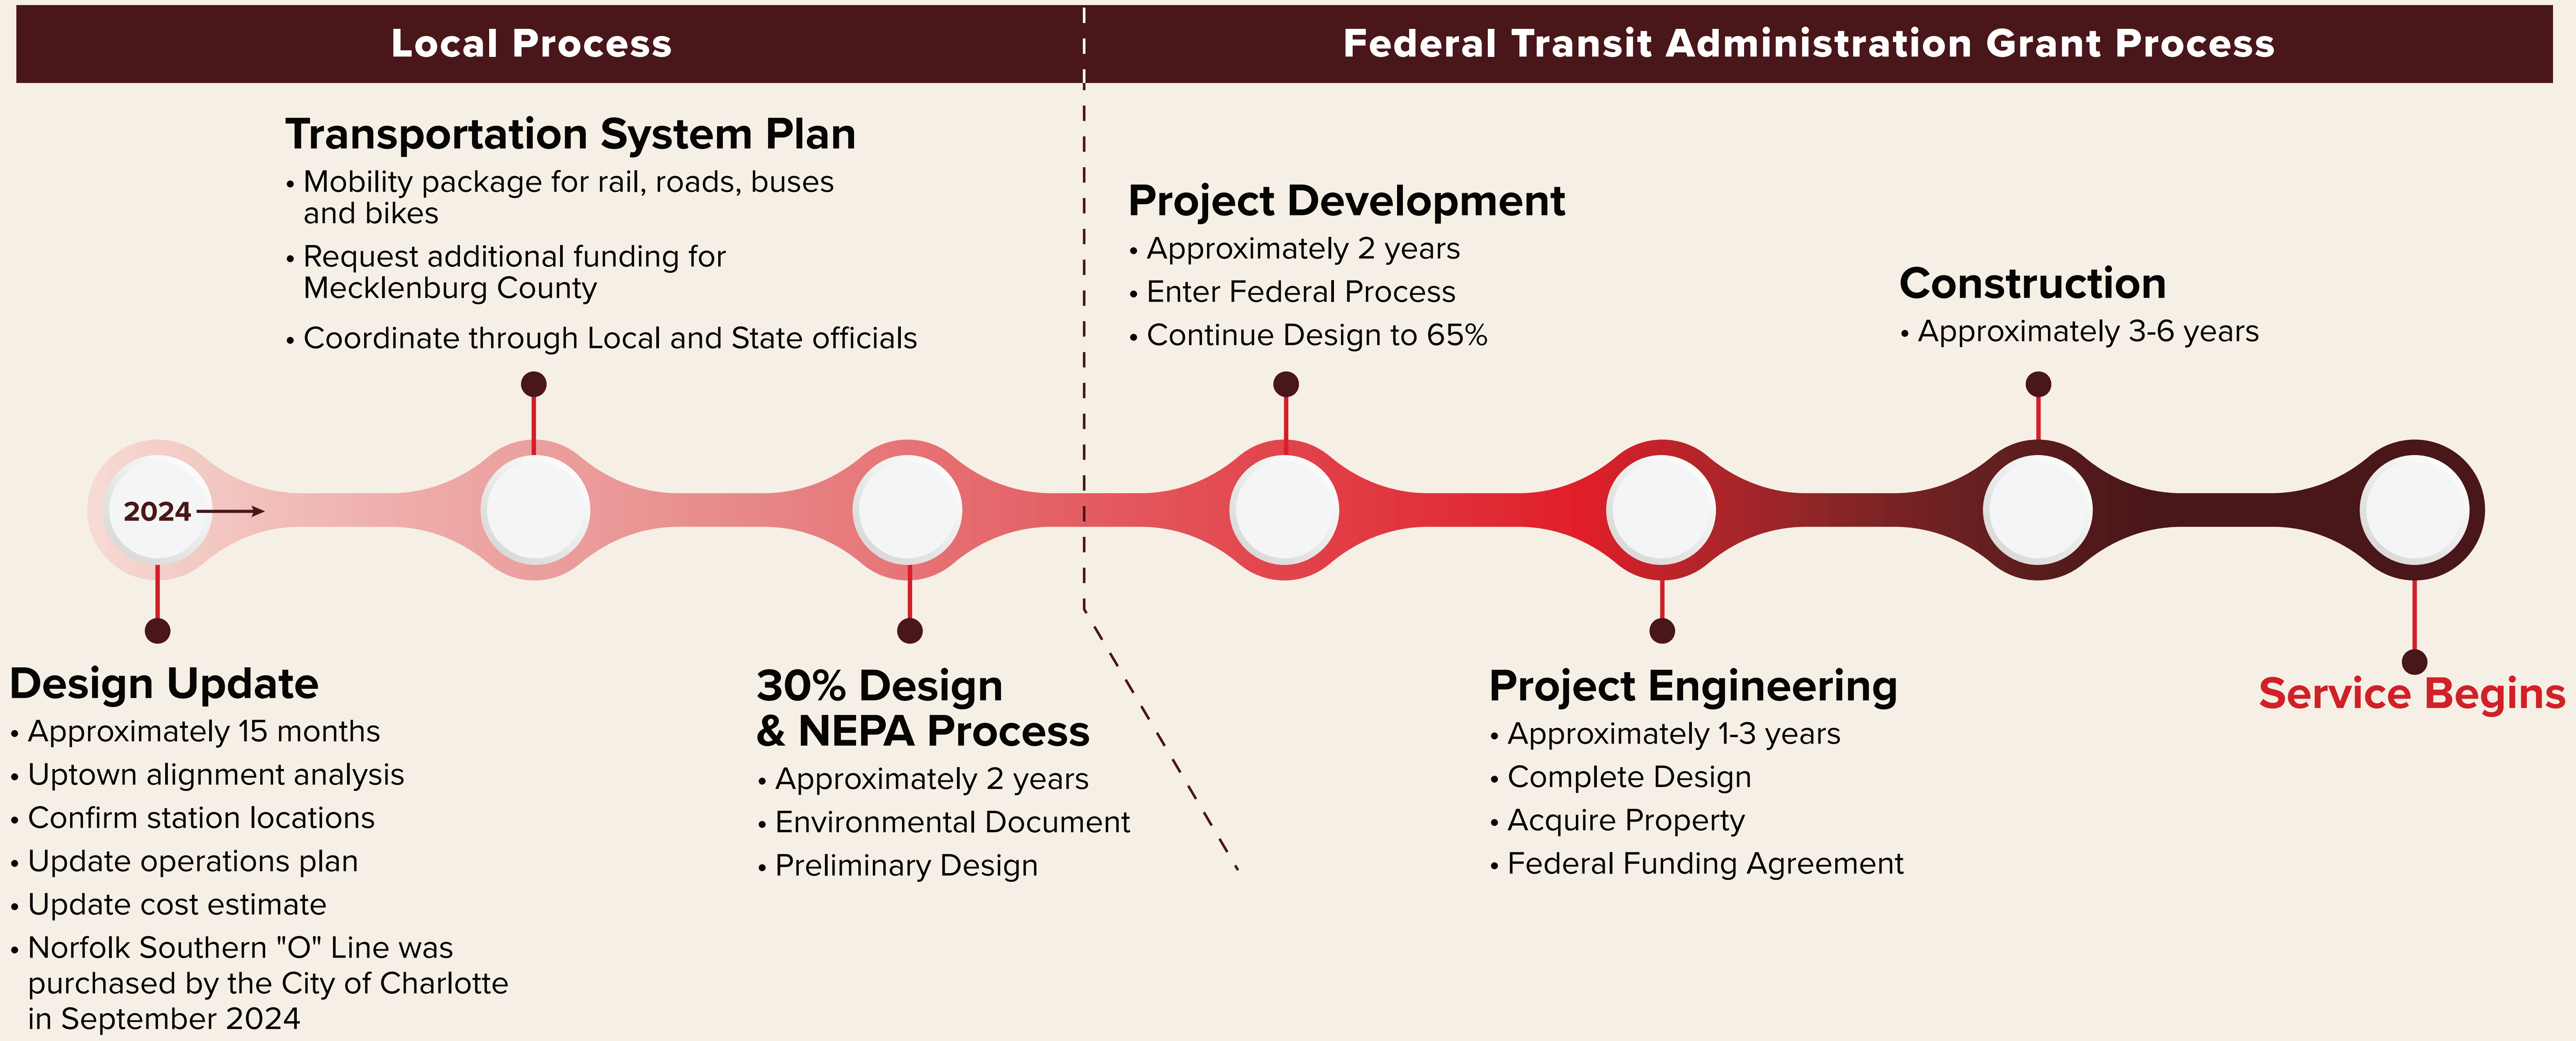 Local Process
Federal Transit Administration Grant Process
Transportation System Plan
• Mobility package for rail, roads, buses
and bikes
• Request additional funding for
Mecklenburg County
• Coordinate through Local and State officials
Project Development
• Approximately 2 years
• Enter Federal Process
• Continue Design to 65%
Construction
• Approximately 3-6 years
2024
Design Update
• Approximately 15 months
• Uptown alignment analysis
• Confirm station locations
• Update operations plan
• Update cost estimate
• Norfolk Southern "O" Line was
purchased by the City of Charlotte
in September 2024
30% Design
& NEPA Process
• Approximately 2 years
• Environmental Document
• Preliminary Design
Project Engineering
• Approximately 1-3 years
• Complete Design
• Acquire Property
• Federal Funding Agreement
Service Begins